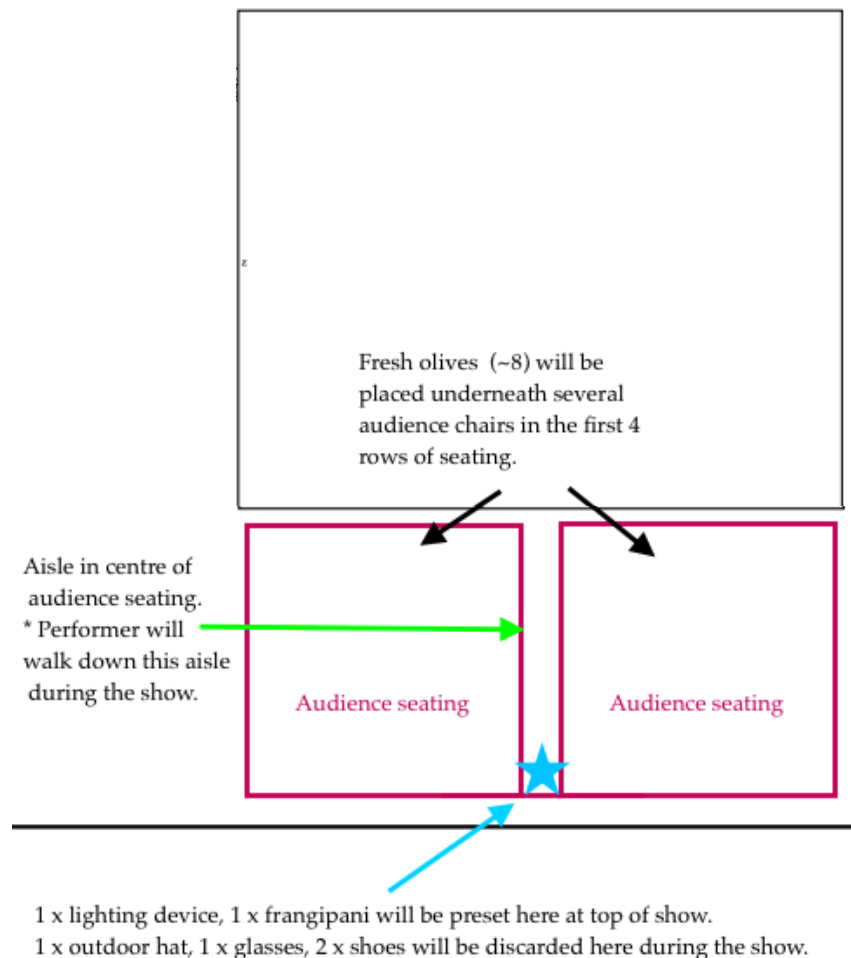 Fresh olives (~8) will be
placed underneath several
audience chairs in the first 4
rows of seating.
Aisle in centre of
audience seating.
* Performer will
walk down this aisle
during the show.
Audience seating
Audience seating
1 x lighting device, 1 x frangipani will be preset here at top of show.
1 x outdoor hat, 1 x glasses, 2 x shoes will be discarded here during the show.